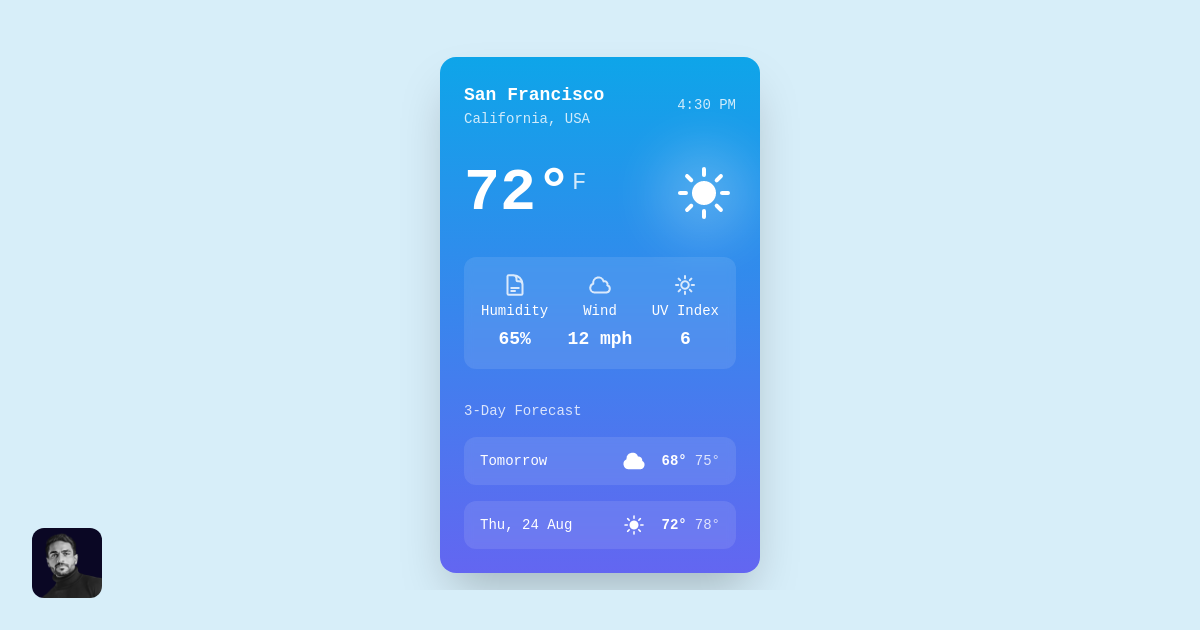 San Francisco
California, USA
4:30 PM
72°F
Humidity
Wind
UV Index
65%
12 mph
6
3-Day Forecast
Tomorrow 68° 75°
Thu, 24 Aug 72° 78°